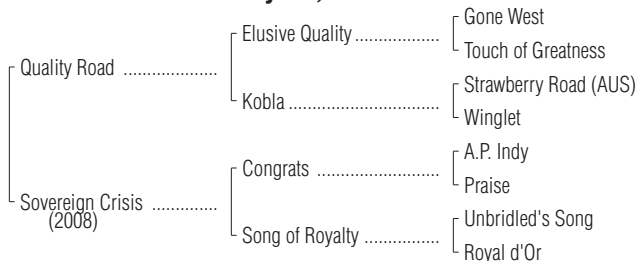 Gone West
Elusive Quality ....................
Touch of Greatness
Quality Road ......................
Strawberry Road (AUS)
Kobla ....................................
Winglet
A.P. Indy
Congrats .............................
Praise
Sovereign Crisis ...............
(2008)
Unbridled's Song
Song of Royalty ..................
Royal d'Or